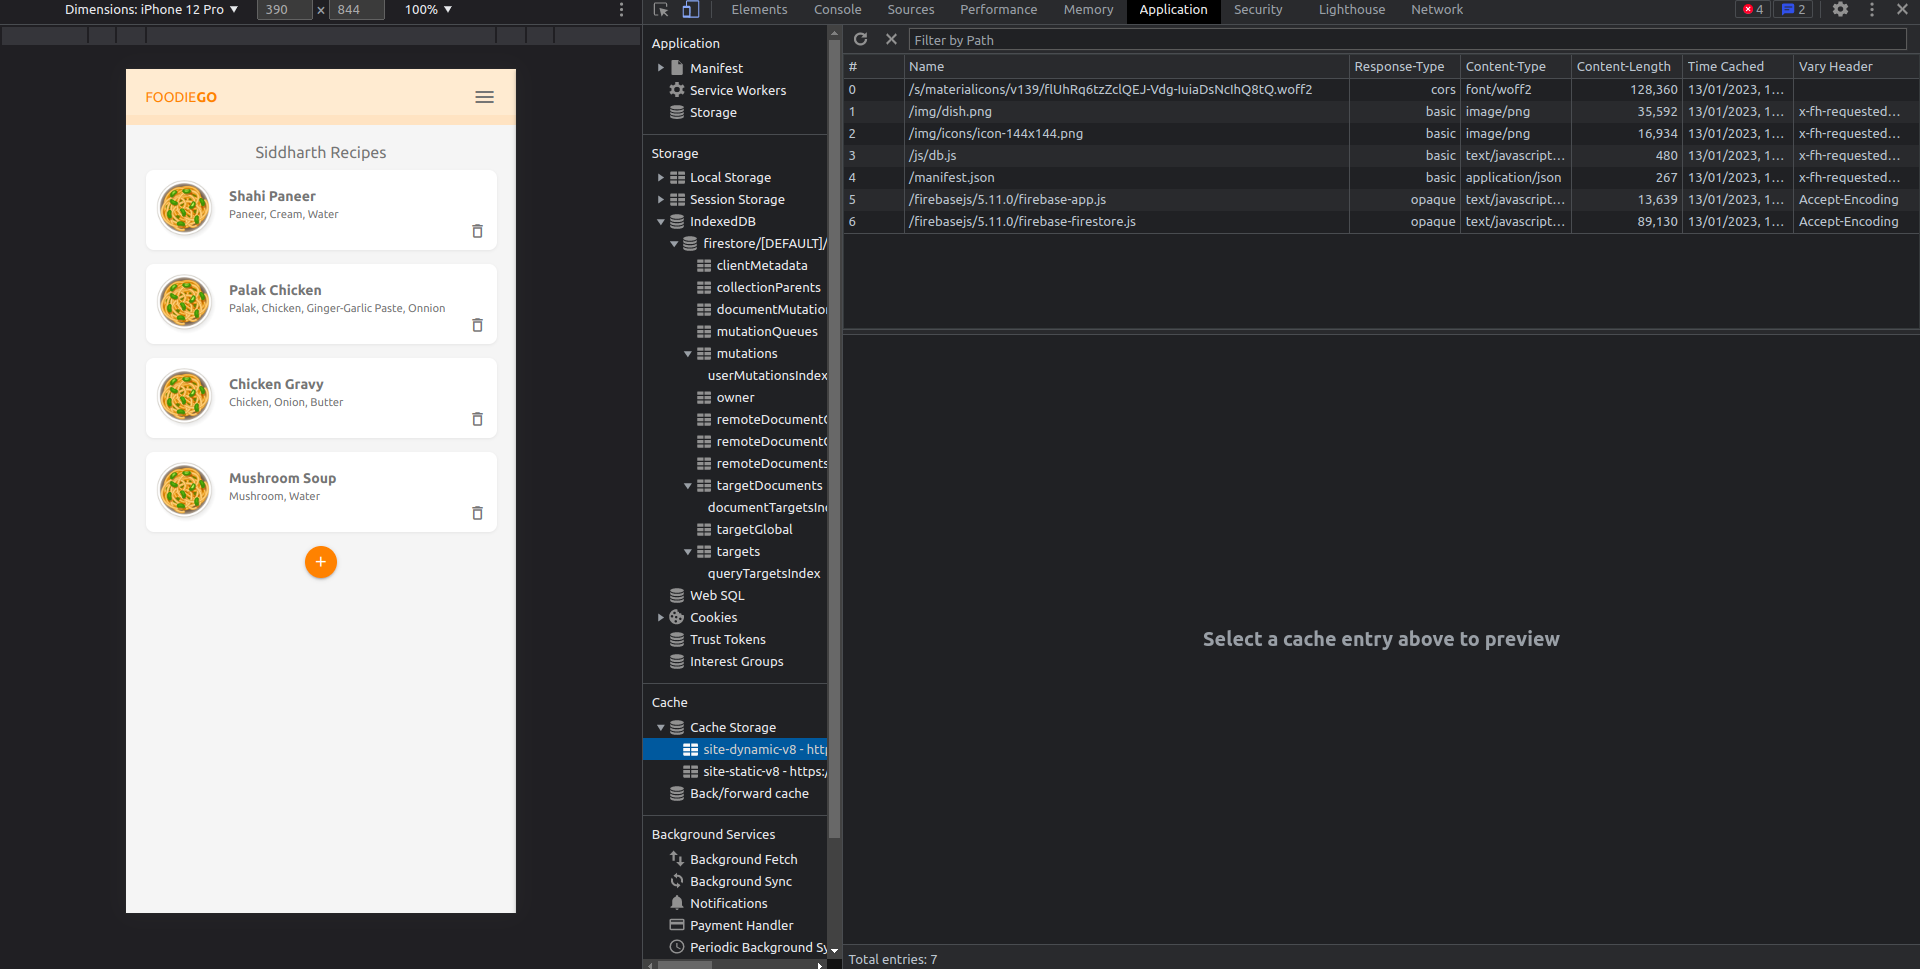 Dimensions: iPhone 12 Pro ▼ 390 × 844 100% ▼
FOODIEGO
Siddharth Recipes
Shahi Paneer
Paneer, Cream, Water
Palak Chicken
Palak, Chicken, Ginger-Garlic Paste, Onnion
Chicken Gravy
Chicken, Onion, Butter
Mushroom Soup
Mushroom, Water
+
Elements Console Sources Performance Memory Application Security Lighthouse Network 4 2
Application
Manifest
Service Workers
Storage
Storage
Local Storage
Session Storage
IndexedDB
firestore/[DEFAULT]/
clientMetadata
collectionParents
documentMutation
mutationQueues
mutations
userMutationsIndex
owner
remoteDocumentC
remoteDocumentC
remoteDocuments
targetDocuments
documentTargetsInd
targetGlobal
targets
queryTargetsIndex
Web SQL
Cookies
Trust Tokens
Interest Groups
Cache
Cache Storage
site-dynamic-v8 - http
site-static-v8 - https:/
Back/forward cache
Background Services
Background Fetch
Background Sync
Notifications
Payment Handler
Periodic Background Sy
Filter by Path
# Name Response-Type Content-Type Content-Length Time Cached Vary Header
0 /s/materialicons/v139/flUhRq6tzZclQEJ-Vdg-IuiaDsNcIhQ8tQ.woff2 cors font/woff2 128,360 13/01/2023, 1…
1 /img/dish.png basic image/png 35,592 13/01/2023, 1… x-fh-requested…
2 /img/icons/icon-144x144.png basic image/png 16,934 13/01/2023, 1… x-fh-requested…
3 /js/db.js basic text/javascript… 480 13/01/2023, 1… x-fh-requested…
4 /manifest.json basic application/json 267 13/01/2023, 1… x-fh-requested…
5 /firebasejs/5.11.0/firebase-app.js opaque text/javascript… 13,639 13/01/2023, 1… Accept-Encoding
6 /firebasejs/5.11.0/firebase-firestore.js opaque text/javascript… 89,130 13/01/2023, 1… Accept-Encoding
Select a cache entry above to preview
Total entries: 7